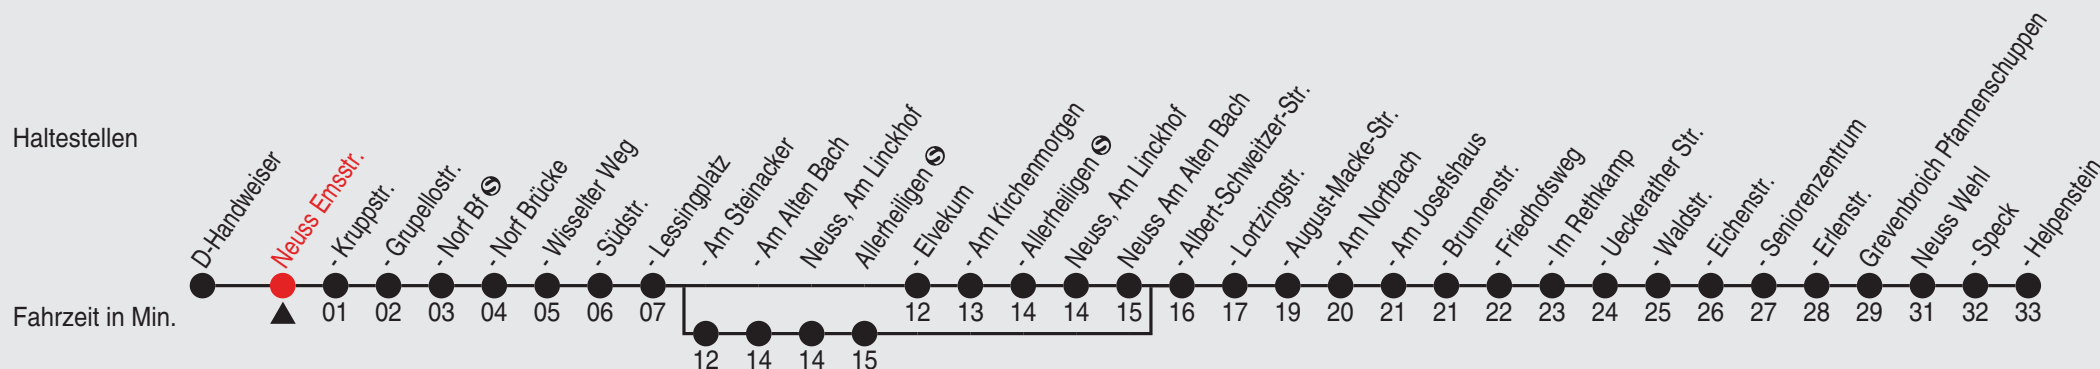 Haltestellen
D-Handweiser
Neuss Emsstr.
- Kruppstr.
- Grupellostr.
- Norf Bf S
- Norf Brücke
- Wisselter Weg
- Südstr.
- Lessingplatz
- Am Steinacker
- Am Alten Bach
Neuss, Am Linckhof
Allerheiligen S
- Elvekum
- Am Kirchenmorgen
- Allerheiligen S
Neuss, Am Linckhof
Neuss Am Alten Bach
- Albert-Schweitzer-Str.
- Lortzingstr.
- August-Macke-Str.
- Am Norfbach
- Am Josefshaus
- Brunnenstr.
- Friedhofsweg
- Im Rethkamp
- Ueckerather Str.
- Waldstr.
- Eichenstr.
- Seniorenzentrum
- Erlenstr.
Grevenbroich Pfannenschuppen
Neuss Wehl
- Speck
- Helpenstein
Fahrzeit in Min.
01 02 03 04 05 06 07 12 13 14 14 15 16 17 19 20 21 21 22 23 24 25 26 27 28 29 31 32 33
12 14 14 15